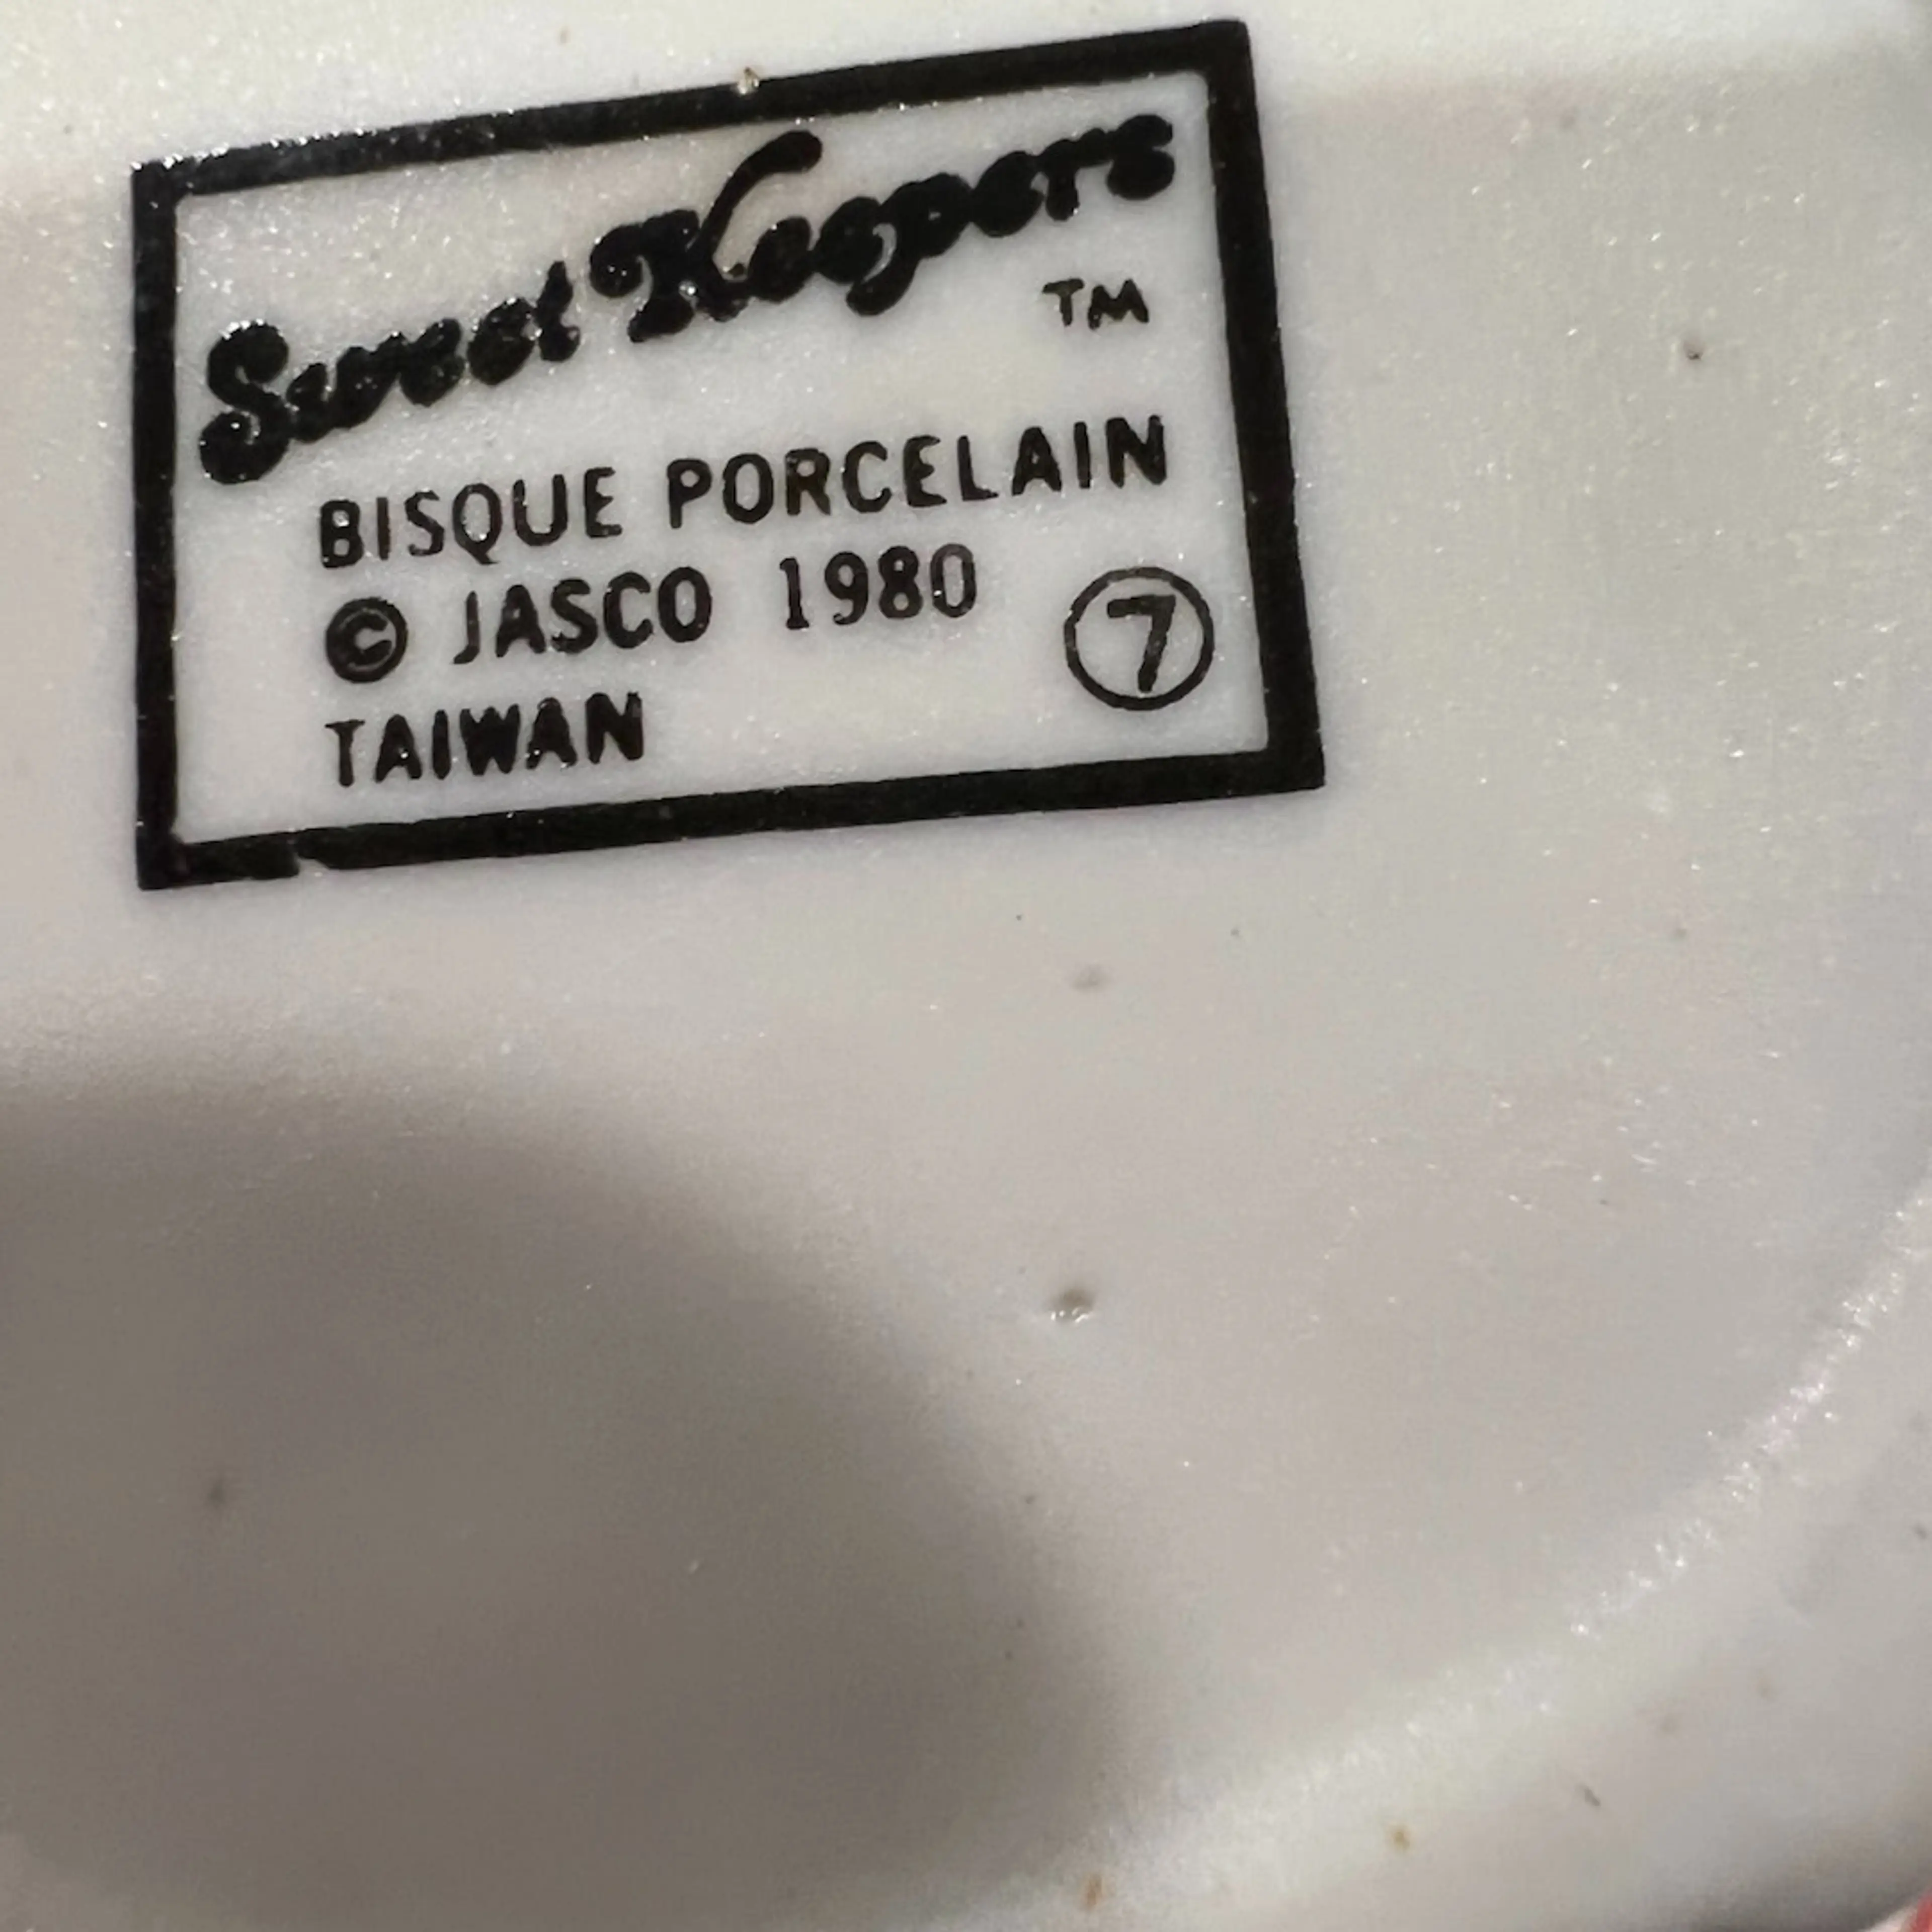 Sweet Keepers
TM
BISQUE PORCELAIN
© JASCO 1980
7
TAIWAN